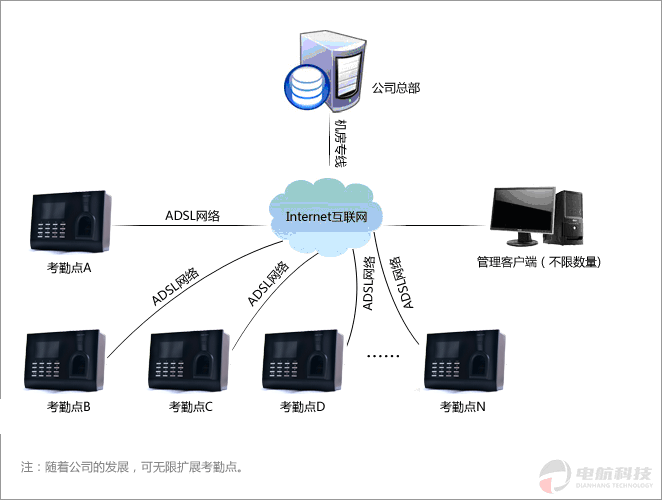 公司总部
机房专线
Internet互联网
ADSL网络
考勤点A
管理客户端（不限数量)
ADSL网络
ADSL网络
ADSL网络
ADSL网络
考勤点B
考勤点C
考勤点D
......
考勤点N
注：随着公司的发展，可无限扩展考勤点。
电航科技
DIANHANG TECHNOLOGY